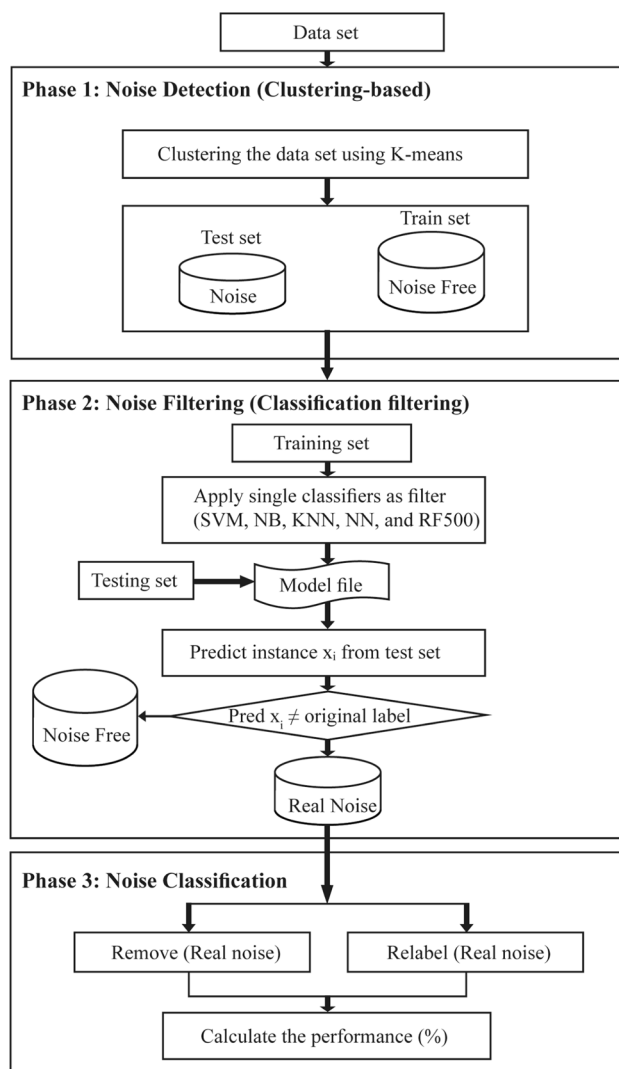 Data set
Phase 1: Noise Detection (Clustering-based)
Clustering the data set using K-means
Test set
Train set
Noise
Noise Free
Phase 2: Noise Filtering (Classification filtering)
Training set
Apply single classifiers as filter
(SVM, NB, KNN, NN, and RF500)
Testing set
Model file
Predict instance xᵢ from test set
Noise Free
Pred xᵢ ≠ original label
Real Noise
Phase 3: Noise Classification
Remove (Real noise)
Relabel (Real noise)
Calculate the performance (%)